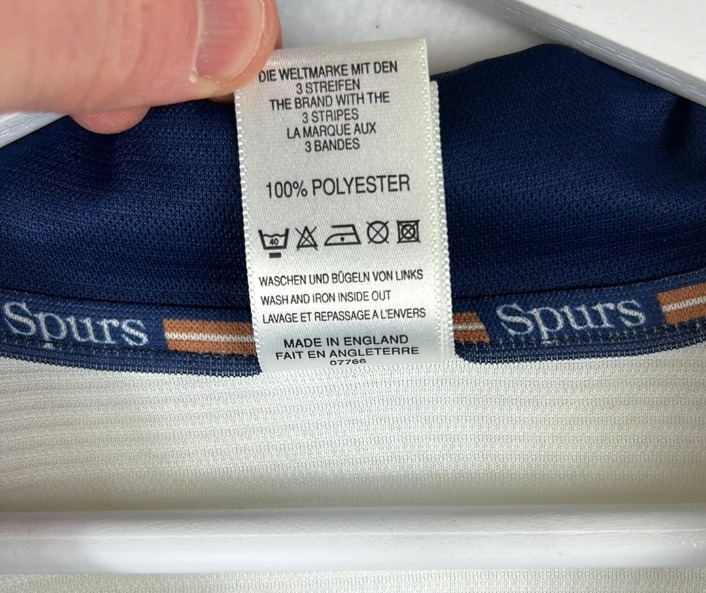 DIE WELTMARKE MIT DEN
3 STREIFEN
THE BRAND WITH THE
3 STRIPES
LA MARQUE AUX
3 BANDES
100% POLYESTER
40
WASCHEN UND BÜGELN VON LINKS
WASH AND IRON INSIDE OUT
LAVAGE ET REPASSAGE A L'ENVERS
MADE IN ENGLAND
FAIT EN ANGLETERRE
07766
Spurs
Spurs